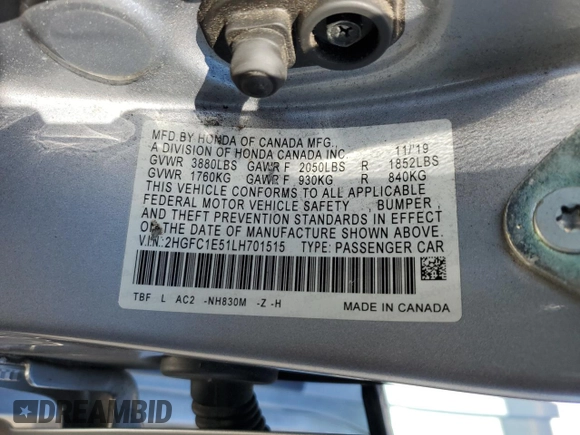 MFD.BY HONDA OF CANADA MFG., 11/'19
A DIVISION OF HONDA CANADA INC.
GVWR 3880LBS GAWR F 2050LBS R 1852LBS
GVWR 1760KG GAWR F 930KG R 840KG
THIS VEHICLE CONFORMS TO ALL APPLICABLE
FEDERAL MOTOR VEHICLE SAFETY BUMPER,
AND THEFT PREVENTION STANDARDS IN EFFECT
ON THE DATE OF MANUFACTURE SHOWN ABOVE.
V.I.N.:2HGFC1E51LH701515 TYPE: PASSENGER CAR
TBF L AC2 -NH830M -Z -H
MADE IN CANADA
DREAMBID